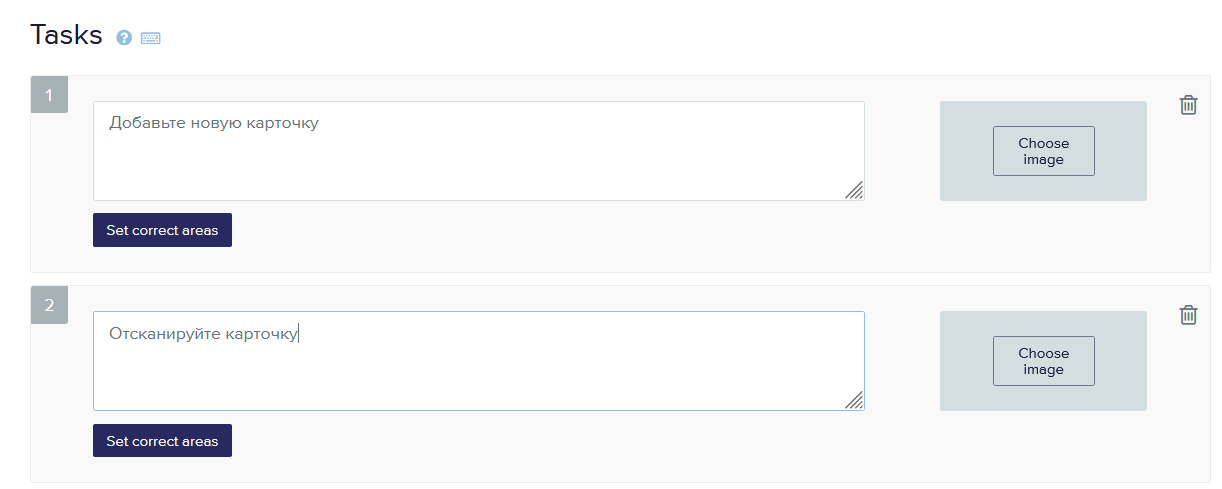 Tasks ?
1
Добавьте новую карточку
Choose
image
Set correct areas
2
Отсканируйте карточку
Choose
image
Set correct areas